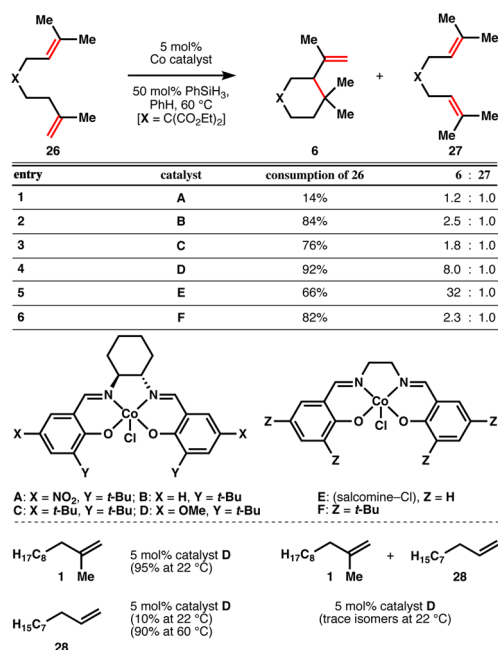 Me
Me
X
Me
26
5 mol%
Co catalyst
50 mol% PhSiH3,
PhH, 60 °C
[X = C(CO2Et)2]
Me
X
Me
Me
6
+
Me
Me
X
Me
Me
27
entry catalyst consumption of 26 6 : 27
1 A 14% 1.2 : 1.0
2 B 84% 2.5 : 1.0
3 C 76% 1.8 : 1.0
4 D 92% 8.0 : 1.0
5 E 66% 32 : 1.0
6 F 82% 2.3 : 1.0
N N
Co
O Cl O
X X
Y Y
N N
Co
O Cl O
Z Z
Z Z
A: X = NO2, Y = t-Bu; B: X = H, Y = t-Bu
C: X = t-Bu, Y = t-Bu; D: X = OMe, Y = t-Bu
E: (salcomine–Cl), Z = H
F: Z = t-Bu
H17C8
1 Me
5 mol% catalyst D
(95% at 22 °C)
H17C8
1 Me
+
H15C7
28
H15C7
28
5 mol% catalyst D
(10% at 22 °C)
(90% at 60 °C)
5 mol% catalyst D
(trace isomers at 22 °C)